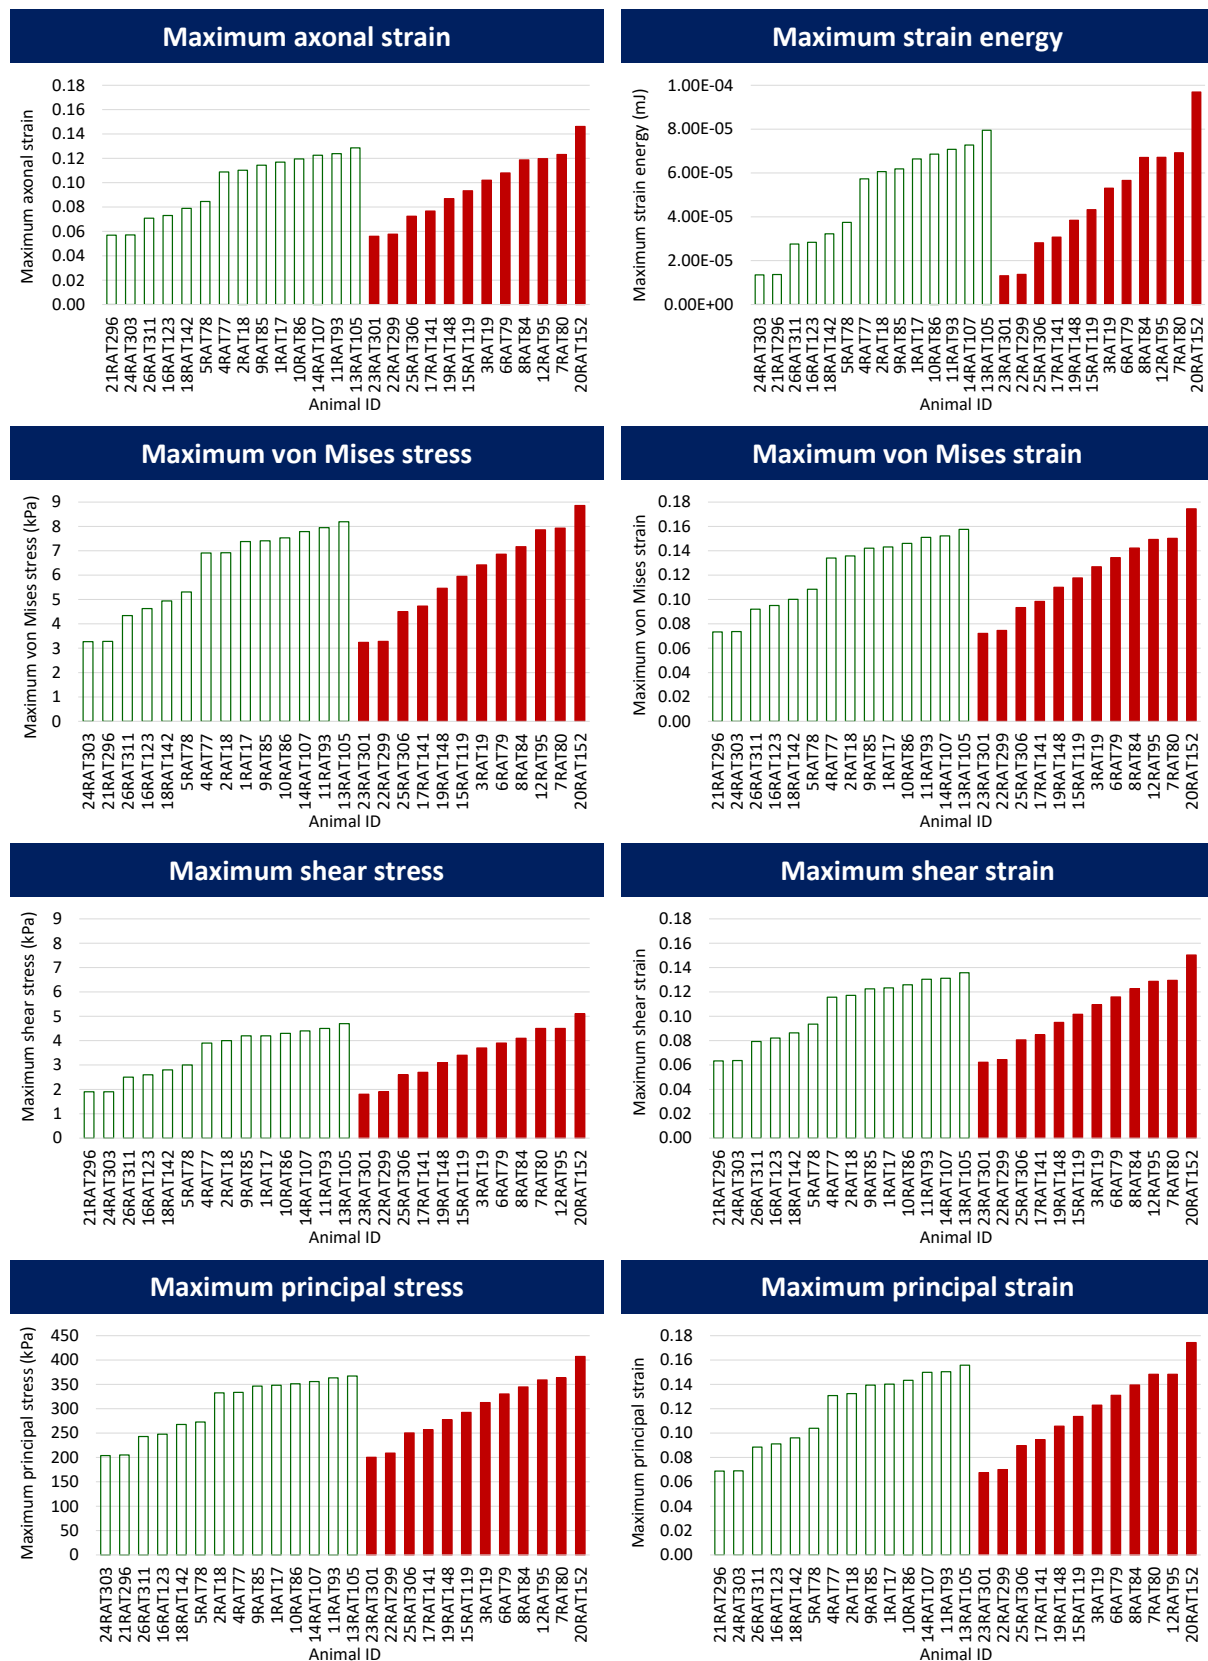 Maximum axonal strain
Maximum axonal strain
0.18
0.16
0.14
0.12
0.10
0.08
0.06
0.04
0.02
0.00
21RAT296
24RAT303
26RAT311
16RAT123
18RAT142
5RAT78
4RAT77
2RAT18
9RAT85
1RAT17
10RAT86
14RAT107
11RAT93
13RAT105
23RAT301
22RAT299
25RAT306
17RAT141
19RAT148
15RAT119
3RAT19
6RAT79
8RAT84
12RAT95
7RAT80
20RAT152
Animal ID
Maximum strain energy
Maximum strain energy (mJ)
1.00E-04
8.00E-05
6.00E-05
4.00E-05
2.00E-05
0.00E+00
24RAT303
21RAT296
26RAT311
16RAT123
18RAT142
5RAT78
4RAT77
2RAT18
9RAT85
1RAT17
10RAT86
11RAT93
14RAT107
13RAT105
23RAT301
22RAT299
25RAT306
17RAT141
19RAT148
15RAT119
3RAT19
6RAT79
8RAT84
12RAT95
7RAT80
20RAT152
Animal ID
Maximum von Mises stress
Maximum von Mises stress (kPa)
9
8
7
6
5
4
3
2
1
0
24RAT303
21RAT296
26RAT311
16RAT123
18RAT142
5RAT78
4RAT77
2RAT18
1RAT17
9RAT85
10RAT86
14RAT107
11RAT93
13RAT105
23RAT301
22RAT299
25RAT306
17RAT141
19RAT148
15RAT119
3RAT19
6RAT79
8RAT84
12RAT95
7RAT80
20RAT152
Animal ID
Maximum von Mises strain
Maximum von Mises strain
0.18
0.16
0.14
0.12
0.10
0.08
0.06
0.04
0.02
0.00
21RAT296
24RAT303
26RAT311
16RAT123
18RAT142
5RAT78
4RAT77
2RAT18
9RAT85
1RAT17
10RAT86
11RAT93
14RAT107
13RAT105
23RAT301
22RAT299
25RAT306
17RAT141
19RAT148
15RAT119
3RAT19
6RAT79
8RAT84
12RAT95
7RAT80
20RAT152
Animal ID
Maximum shear stress
Maximum shear stress (kPa)
9
8
7
6
5
4
3
2
1
0
21RAT296
24RAT303
26RAT311
16RAT123
18RAT142
5RAT78
4RAT77
2RAT18
9RAT85
1RAT17
10RAT86
14RAT107
11RAT93
13RAT105
23RAT301
22RAT299
25RAT306
17RAT141
19RAT148
15RAT119
3RAT19
6RAT79
8RAT84
7RAT80
12RAT95
20RAT152
Animal ID
Maximum shear strain
Maximum shear strain
0.18
0.16
0.14
0.12
0.10
0.08
0.06
0.04
0.02
0.00
21RAT296
24RAT303
26RAT311
16RAT123
18RAT142
5RAT78
4RAT77
2RAT18
9RAT85
1RAT17
10RAT86
11RAT93
14RAT107
13RAT105
23RAT301
22RAT299
25RAT306
17RAT141
19RAT148
15RAT119
3RAT19
6RAT79
8RAT84
12RAT95
7RAT80
20RAT152
Animal ID
Maximum principal stress
Maximum principal stress (kPa)
450
400
350
300
250
200
150
100
50
0
24RAT303
21RAT296
26RAT311
16RAT123
18RAT142
5RAT78
2RAT18
4RAT77
9RAT85
1RAT17
10RAT86
14RAT107
11RAT93
13RAT105
23RAT301
22RAT299
25RAT306
17RAT141
19RAT148
15RAT119
3RAT19
6RAT79
8RAT84
12RAT95
7RAT80
20RAT152
Animal ID
Maximum principal strain
Maximum principal strain
0.18
0.16
0.14
0.12
0.10
0.08
0.06
0.04
0.02
0.00
21RAT296
24RAT303
26RAT311
16RAT123
18RAT142
5RAT78
4RAT77
2RAT18
9RAT85
1RAT17
10RAT86
14RAT107
11RAT93
13RAT105
23RAT301
22RAT299
25RAT306
17RAT141
19RAT148
15RAT119
3RAT19
6RAT79
8RAT84
7RAT80
12RAT95
20RAT152
Animal ID